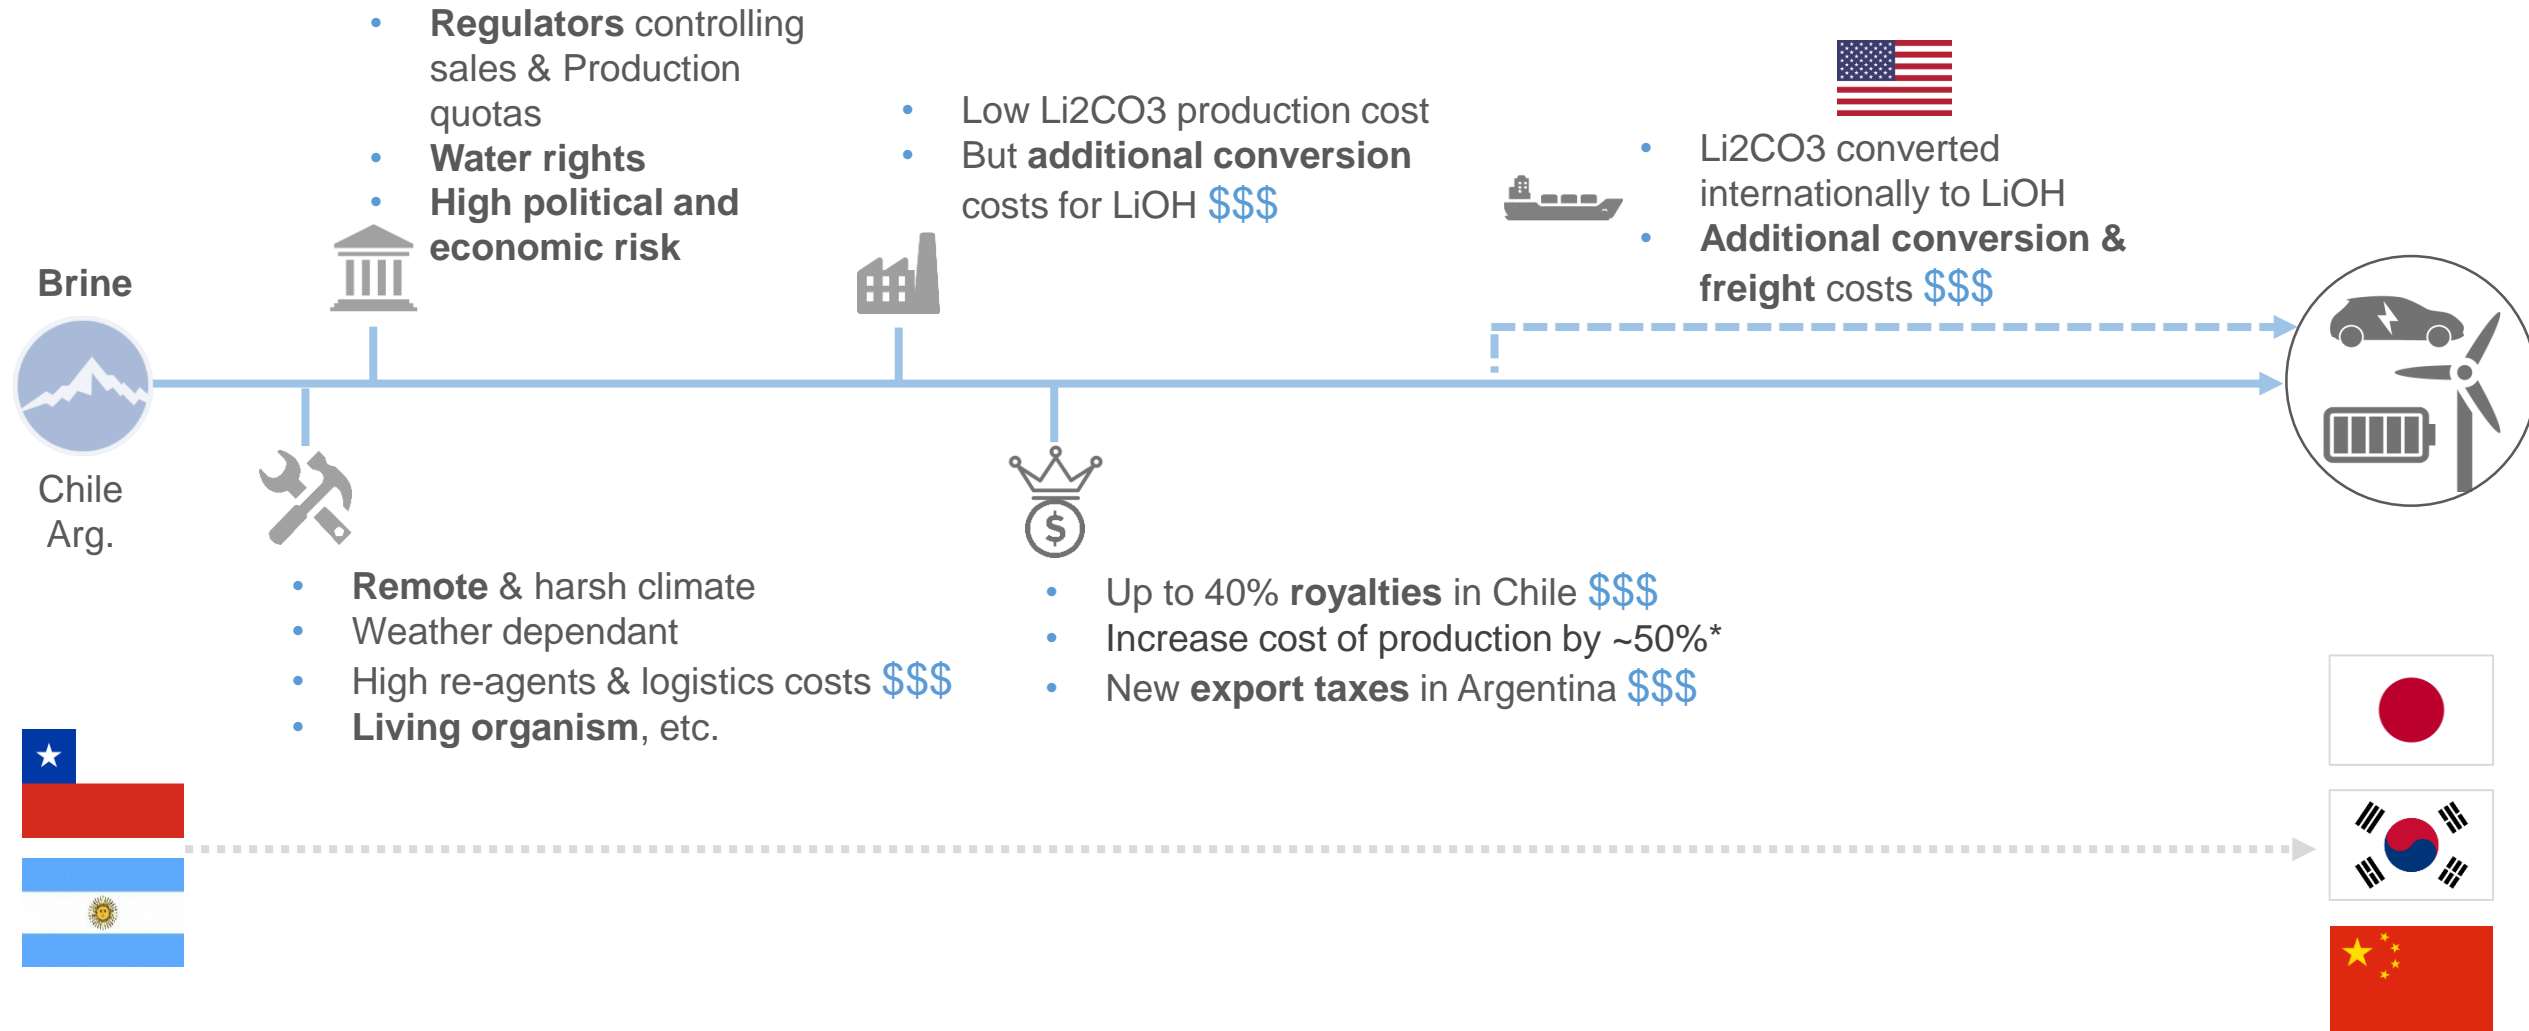 Regulators controlling
sales & Production
quotas
Water rights
High political and
economic risk
Low Li2CO3 production cost
But additional conversion
costs for LiOH $$$
Li2CO3 converted
internationally to LiOH
Additional conversion &
freight costs $$$
Brine
Chile
Arg.
Remote & harsh climate
Weather dependant
High re-agents & logistics costs $$$
Living organism, etc.
$
Up to 40% royalties in Chile $$$
Increase cost of production by ~50%*
New export taxes in Argentina $$$